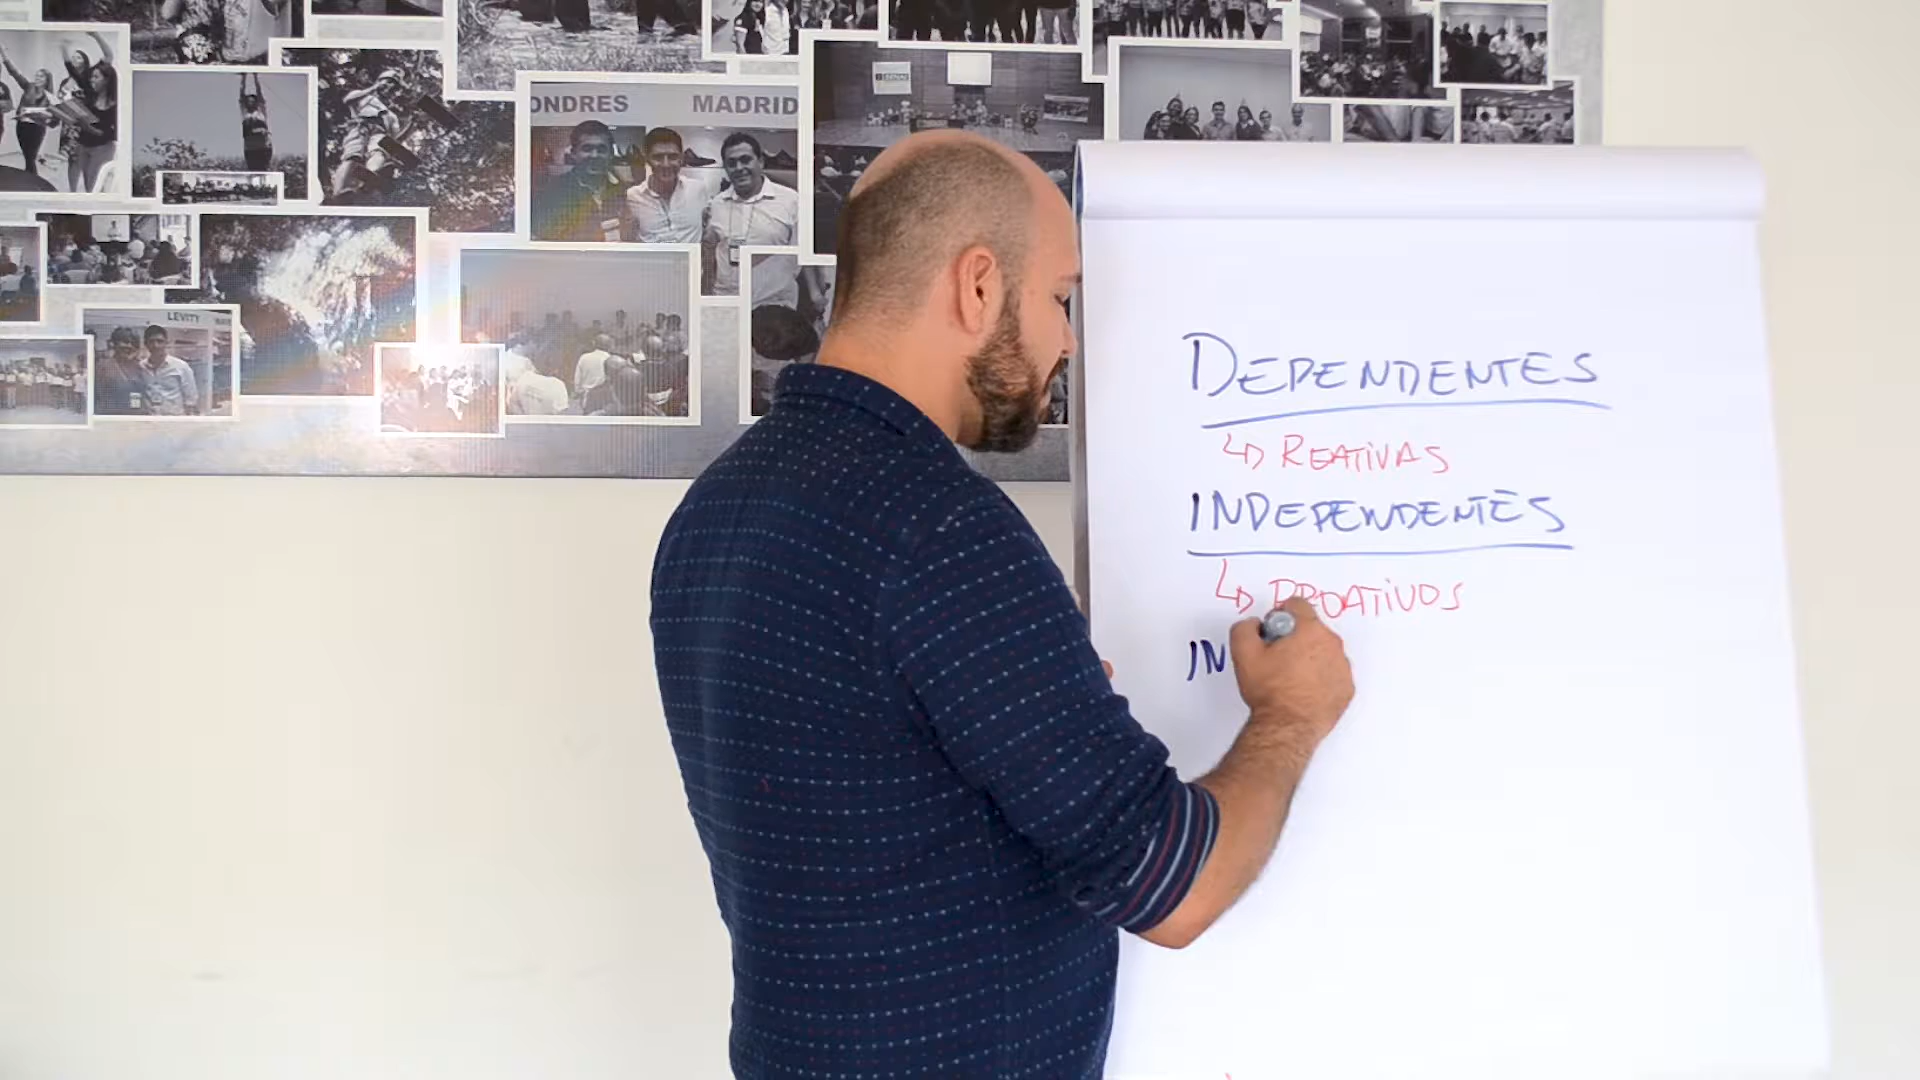 ONDRES MADRID
LEVITY
DEPENDENTES
↳ REATIVAS
INDEPENDENTES
↳ PROATIVOS
IN